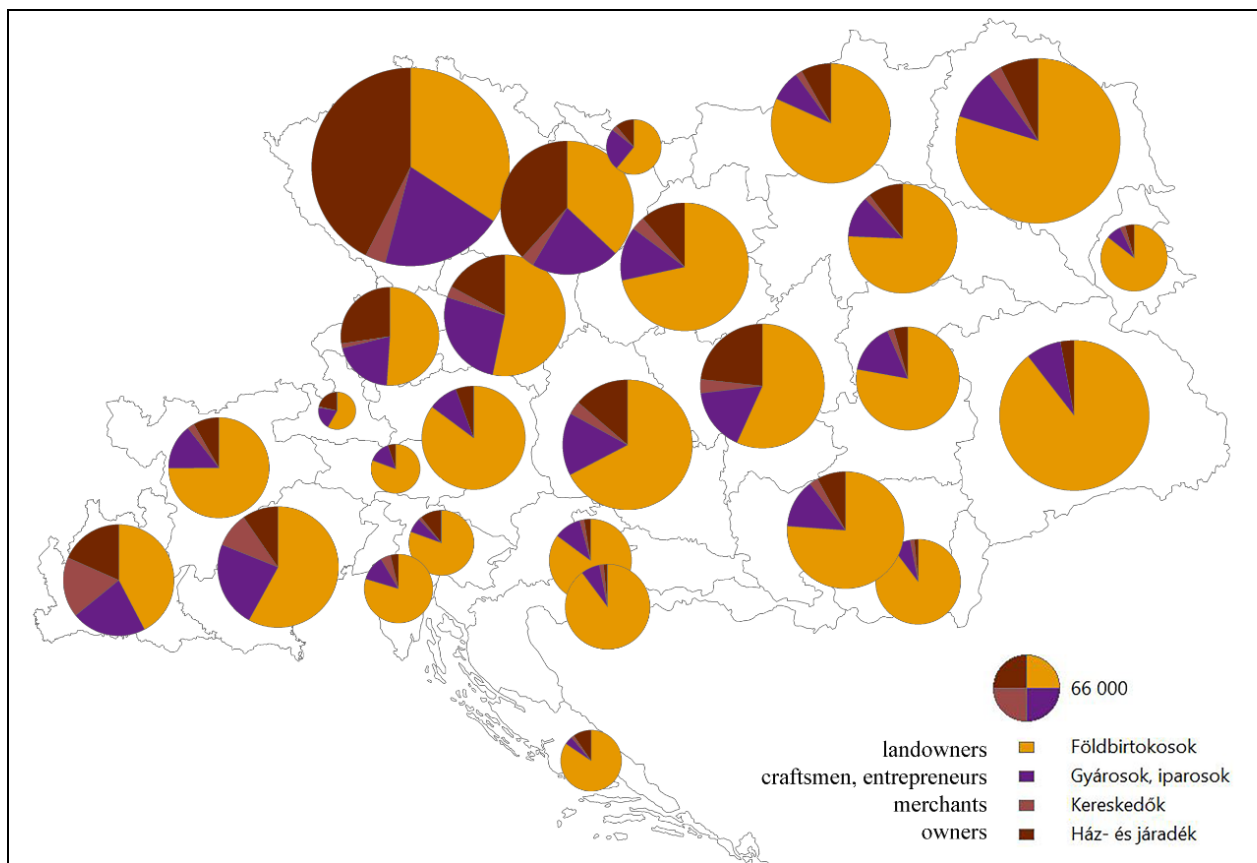 66 000
landowners Földbirtokosok
craftsmen, entrepreneurs Gyárosok, iparosok
merchants Kereskedők
owners Ház- és járadék